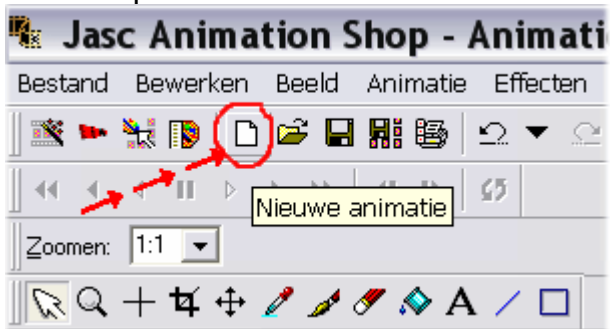 Jasc Animation Shop - Animati
Bestand Bewerken Beeld Animatie Effecten
Nieuwe animatie
Zoomen: 1:1
A